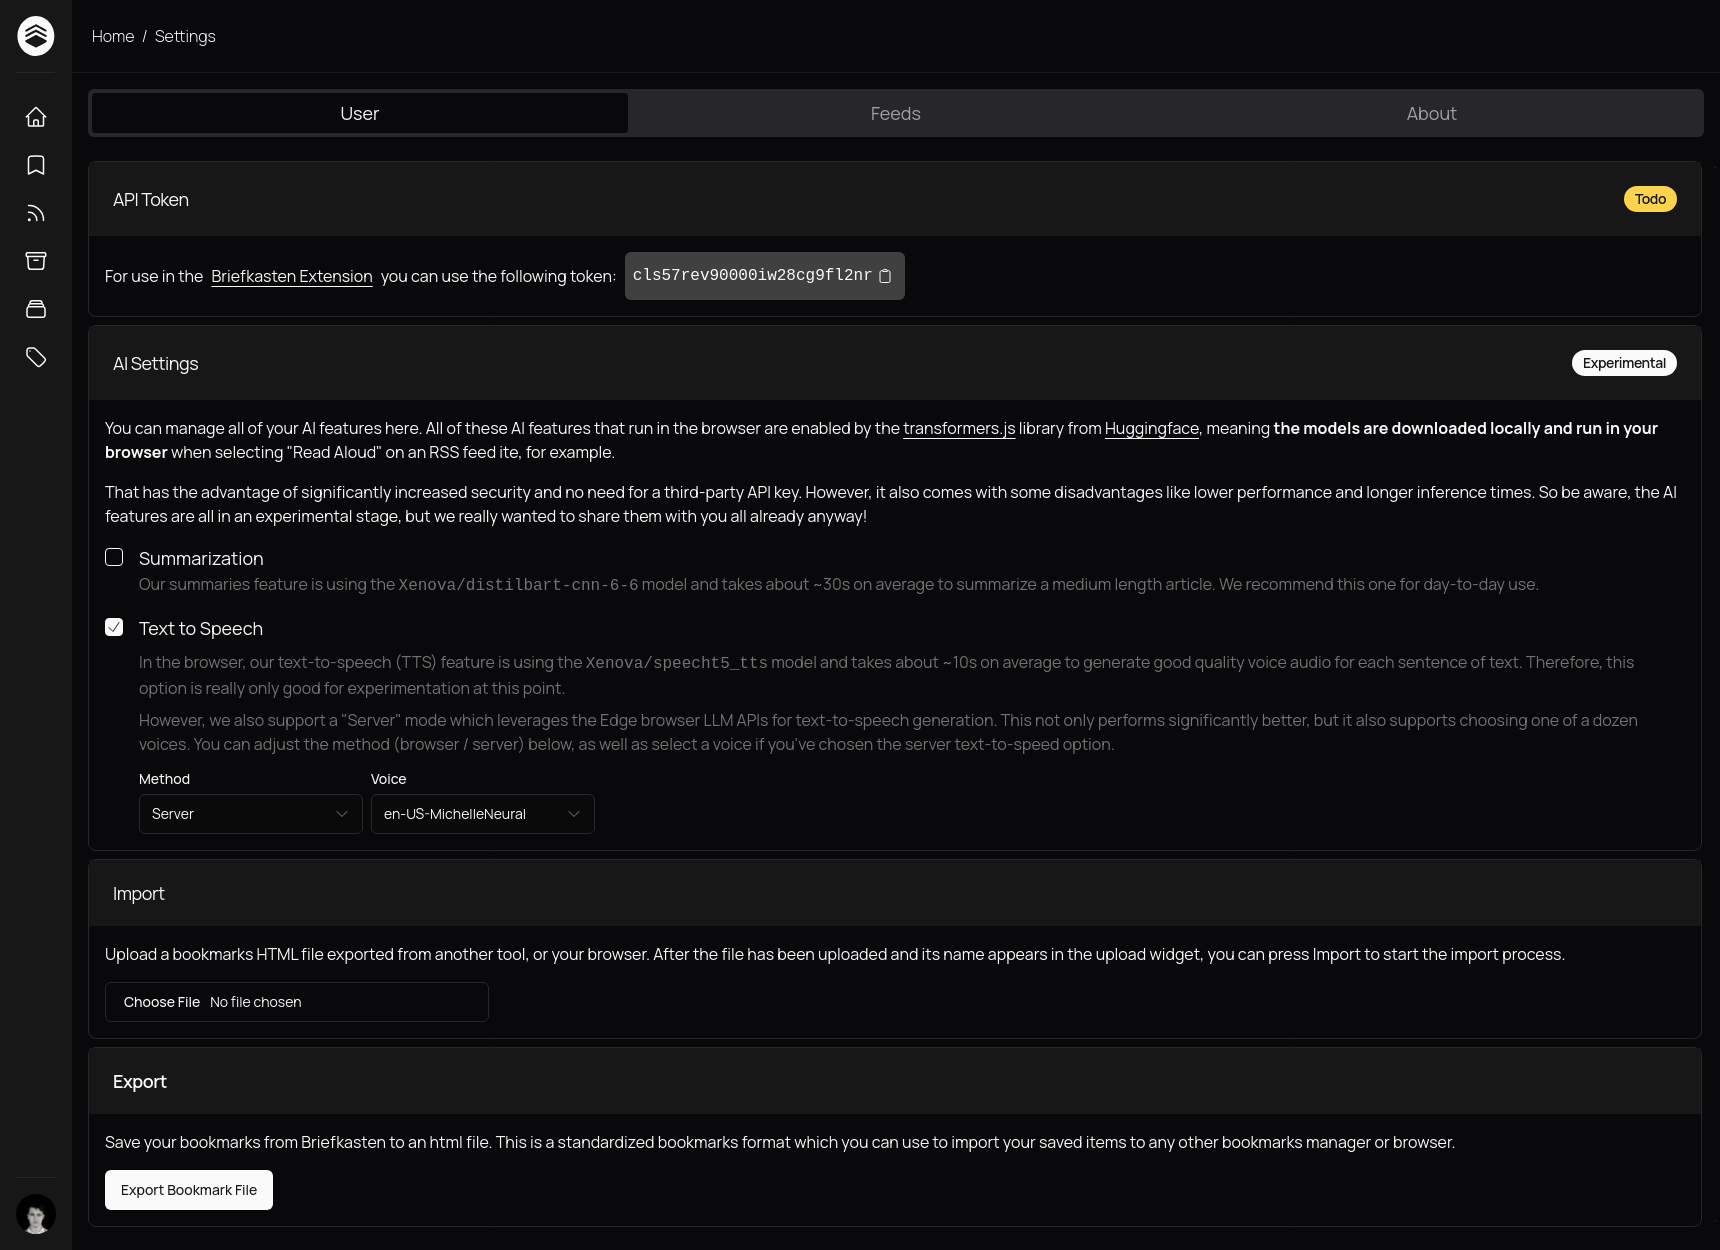 Home / Settings
User Feeds About
API Token Todo
For use in the Briefkasten Extension you can use the following token: cls57rev90000iw28cg9fl2nr
AI Settings Experimental
You can manage all of your AI features here. All of these AI features that run in the browser are enabled by the transformers.js library from Huggingface, meaning the models are downloaded locally and run in your
browser when selecting "Read Aloud" on an RSS feed ite, for example.
That has the advantage of significantly increased security and no need for a third-party API key. However, it also comes with some disadvantages like lower performance and longer inference times. So be aware, the AI
features are all in an experimental stage, but we really wanted to share them with you all already anyway!
Summarization
Our summaries feature is using the Xenova/distilbart-cnn-6-6 model and takes about ~30s on average to summarize a medium length article. We recommend this one for day-to-day use.
Text to Speech
In the browser, our text-to-speech (TTS) feature is using the Xenova/speecht5_tts model and takes about ~10s on average to generate good quality voice audio for each sentence of text. Therefore, this
option is really only good for experimentation at this point.
However, we also support a "Server" mode which leverages the Edge browser LLM APIs for text-to-speech generation. This not only performs significantly better, but it also supports choosing one of a dozen
voices. You can adjust the method (browser / server) below, as well as select a voice if you've chosen the server text-to-speed option.
Method Voice
Server en-US-MichelleNeural
Import
Upload a bookmarks HTML file exported from another tool, or your browser. After the file has been uploaded and its name appears in the upload widget, you can press Import to start the import process.
Choose File No file chosen
Export
Save your bookmarks from Briefkasten to an html file. This is a standardized bookmarks format which you can use to import your saved items to any other bookmarks manager or browser.
Export Bookmark File